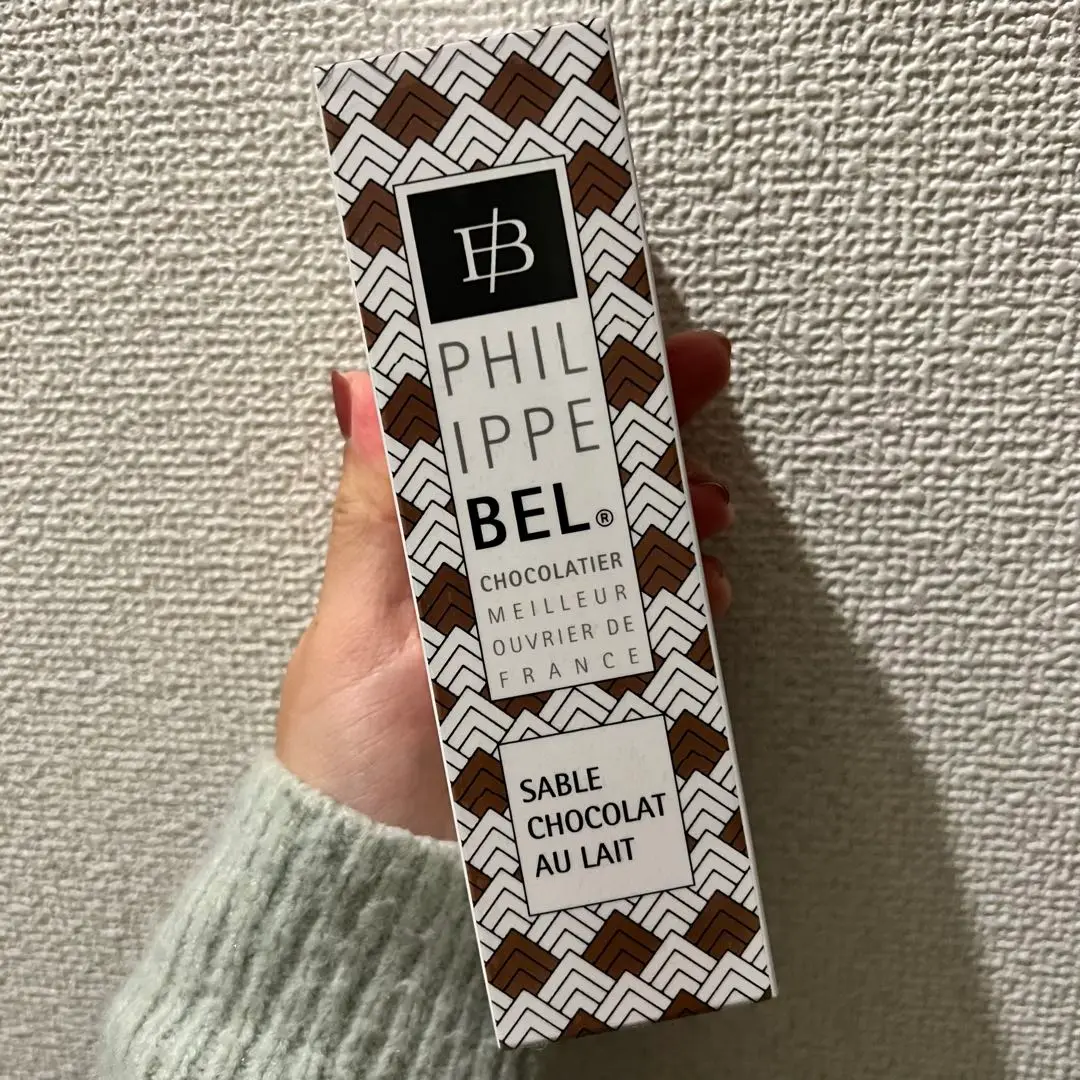 PHIL
IPPE
BEL®
CHOCOLATIER
MEILLEUR
OUVRIER DE
FRANCE
SABLE
CHOCOLAT
AU LAIT